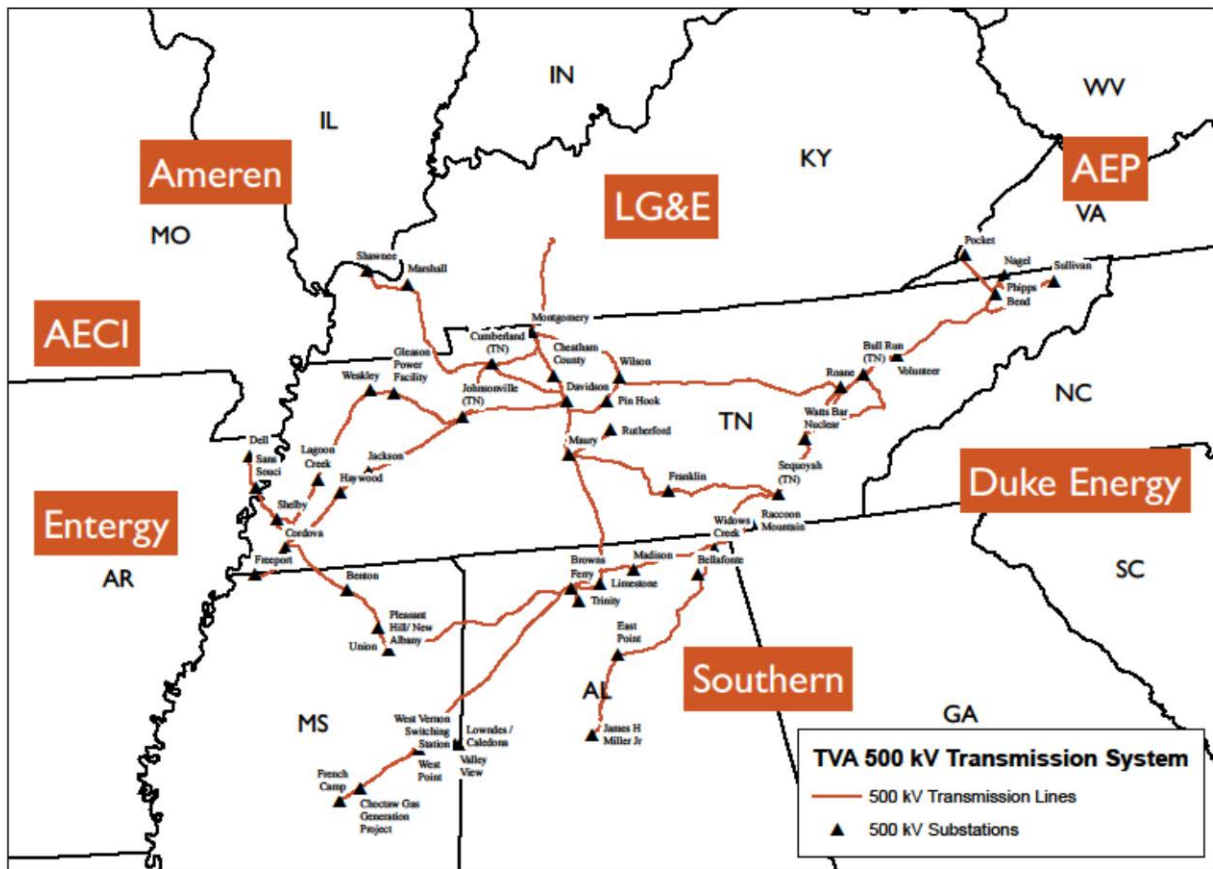 IN
WV
IL
KY
Ameren
AEP
LG&E
VA
MO
Pocket
Shawnee
Marshall
Nagel
Sullivan
Phipps
Bend
AECI
Montgomery
Cumberland
(TN)
Cheatham
County
Gleason
Power
Facility
Wilson
Bull Run
(TN)
Volunteer
Weakley
Johnsonville
(TN)
Davidson
Roane
Pin Hook
NC
TN
Watts Bar
Nuclear
Rutherford
Dell
Sans
Souci
Lagoon
Creek
Maury
Jackson
Haywood
Franklin
Sequoyah
(TN)
Duke Energy
Entergy
Shelby
Cordova
Widows
Creek
Raccoon
Mountain
Freeport
Browns
Ferry
Madison
Bellafonte
AR
Benton
Limestone
SC
Trinity
Pleasant
Hill/ New
Albany
Union
East
Point
Southern
AL
MS
GA
West Vernon
Switching
Station
Lowndes /
Caledona
James H
Miller Jr
West
Point
Valley
View
French
Camp
Choctaw Gas
Generation
Project
TVA 500 kV Transmission System
500 kV Transmission Lines
500 kV Substations